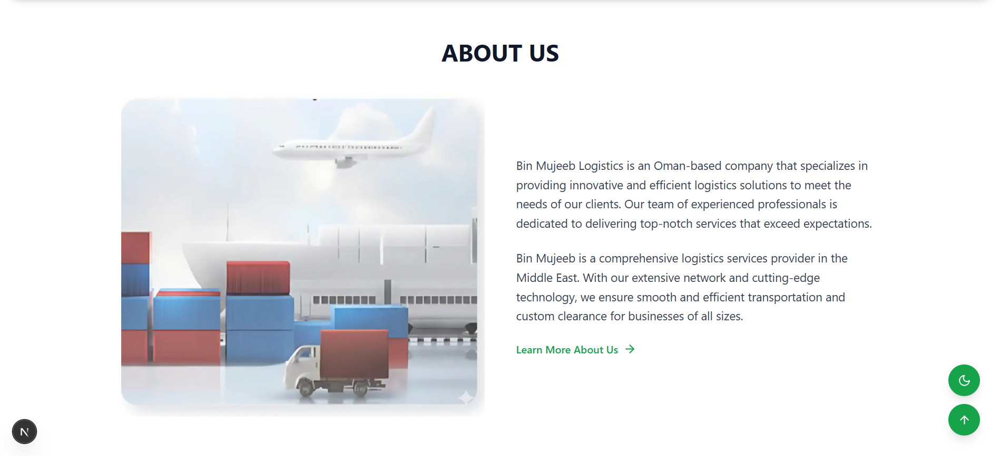 ABOUT US
Bin Mujeeb Logistics is an Oman-based company that specializes in
providing innovative and efficient logistics solutions to meet the
needs of our clients. Our team of experienced professionals is
dedicated to delivering top-notch services that exceed expectations.
Bin Mujeeb is a comprehensive logistics services provider in the
Middle East. With our extensive network and cutting-edge
technology, we ensure smooth and efficient transportation and
custom clearance for businesses of all sizes.
Learn More About Us
N